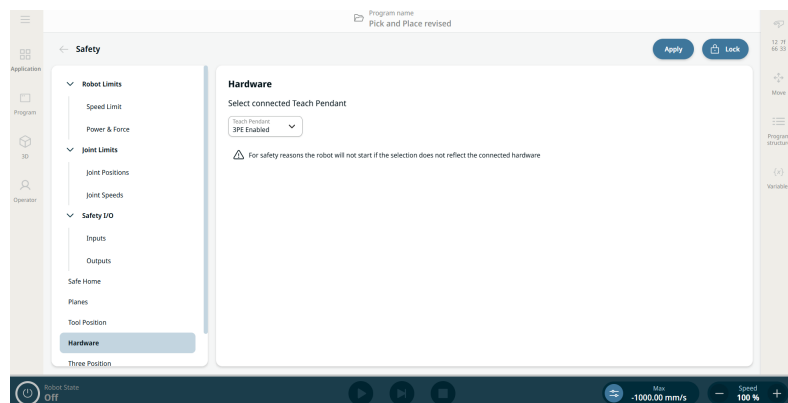 Program name
Pick and Place revised
Safety
Apply
Lock
Application
Program
3D
Operator
Robot Limits
Speed Limit
Power & Force
Joint Limits
Joint Positions
Joint Speeds
Safety I/O
Inputs
Outputs
Safe Home
Planes
Tool Position
Hardware
Three Position
Hardware
Select connected Teach Pendant
Teach Pendant
3PE Enabled
For safety reasons the robot will not start if the selection does not reflect the connected hardware
Move
Program
structure
(x)
Variable
Robot State
Off
Max
-1000.00 mm/s
Speed
100 %